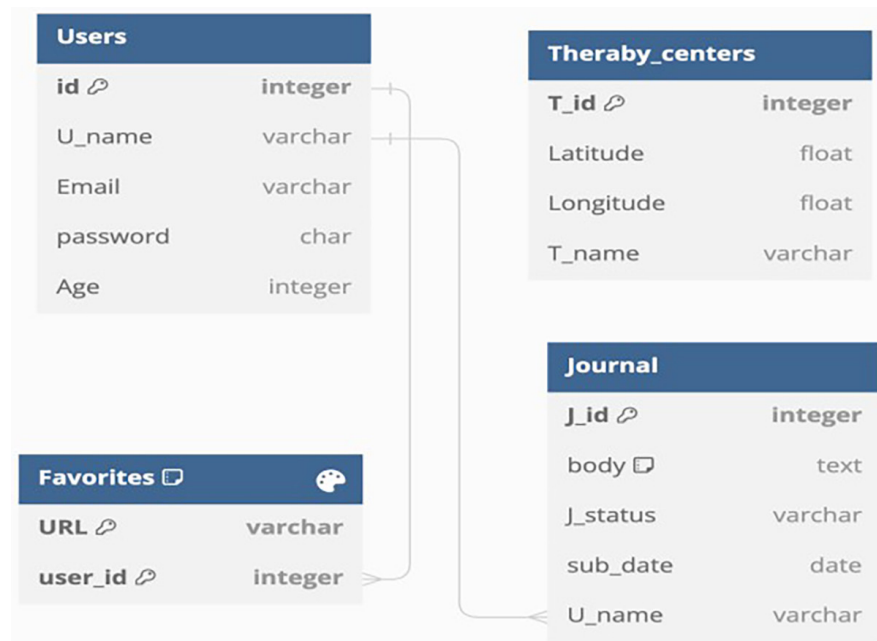 Users
id integer
U_name varchar
Email varchar
password char
Age integer
Theraby_centers
T_id integer
Latitude float
Longitude float
T_name varchar
Journal
J_id integer
body text
J_status varchar
sub_date date
U_name varchar
Favorites
URL varchar
user_id integer